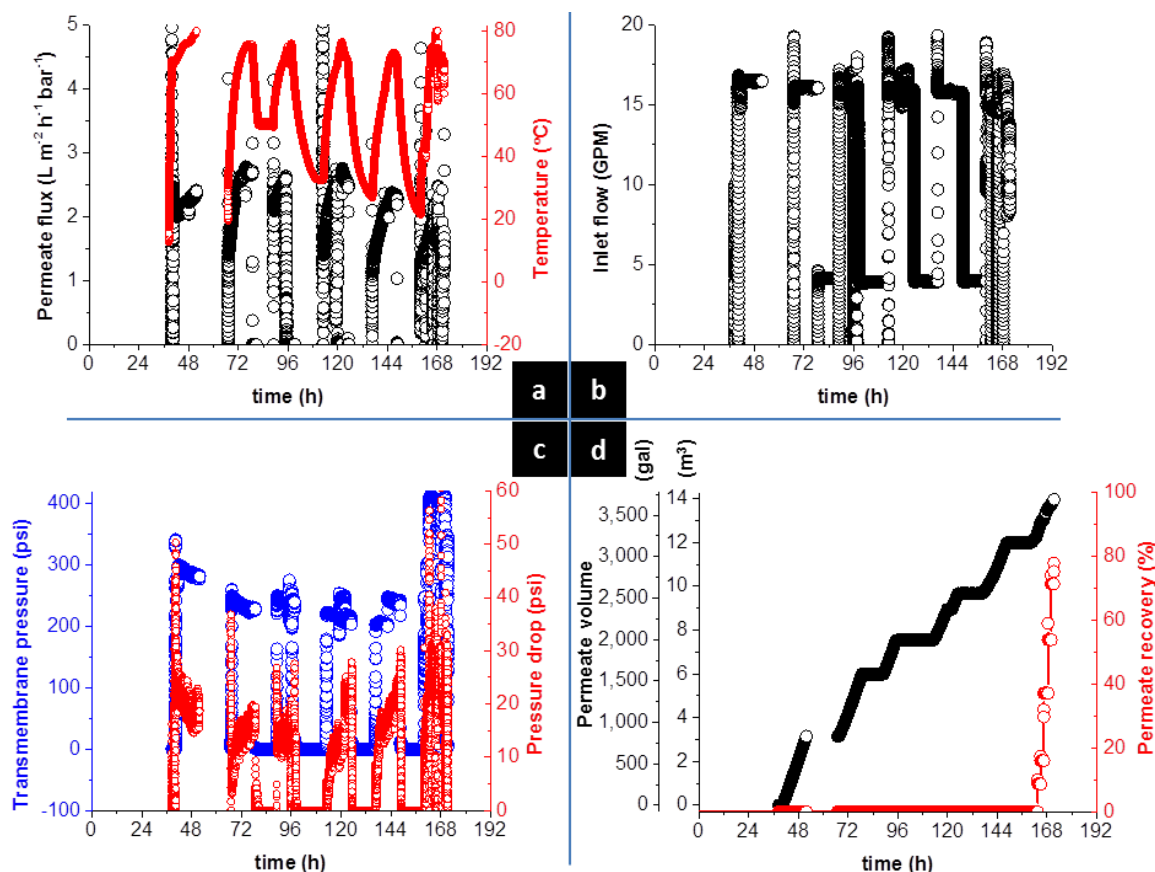 Permeate flux (L m⁻² h⁻¹ bar⁻¹)
5
4
3
2
1
0
80
60
40
20
0
-20
Temperature (ºC)
0 24 48 72 96 120 144 168 192
time (h)
a
Inlet flow (GPM)
20
15
10
5
0
0 24 48 72 96 120 144 168 192
time (h)
b
c
Transmembrane pressure (psi)
400
300
200
100
0
-100
60
50
40
30
20
10
0
Pressure drop (psi)
0 24 48 72 96 120 144 168 192
time (h)
d
Permeate volume
(gal)
(m³)
3,500
3,000
2,500
2,000
1,500
1,000
500
0
14
12
10
8
6
4
2
0
100
80
60
40
20
0
Permeate recovery (%)
0 24 48 72 96 120 144 168 192
time (h)